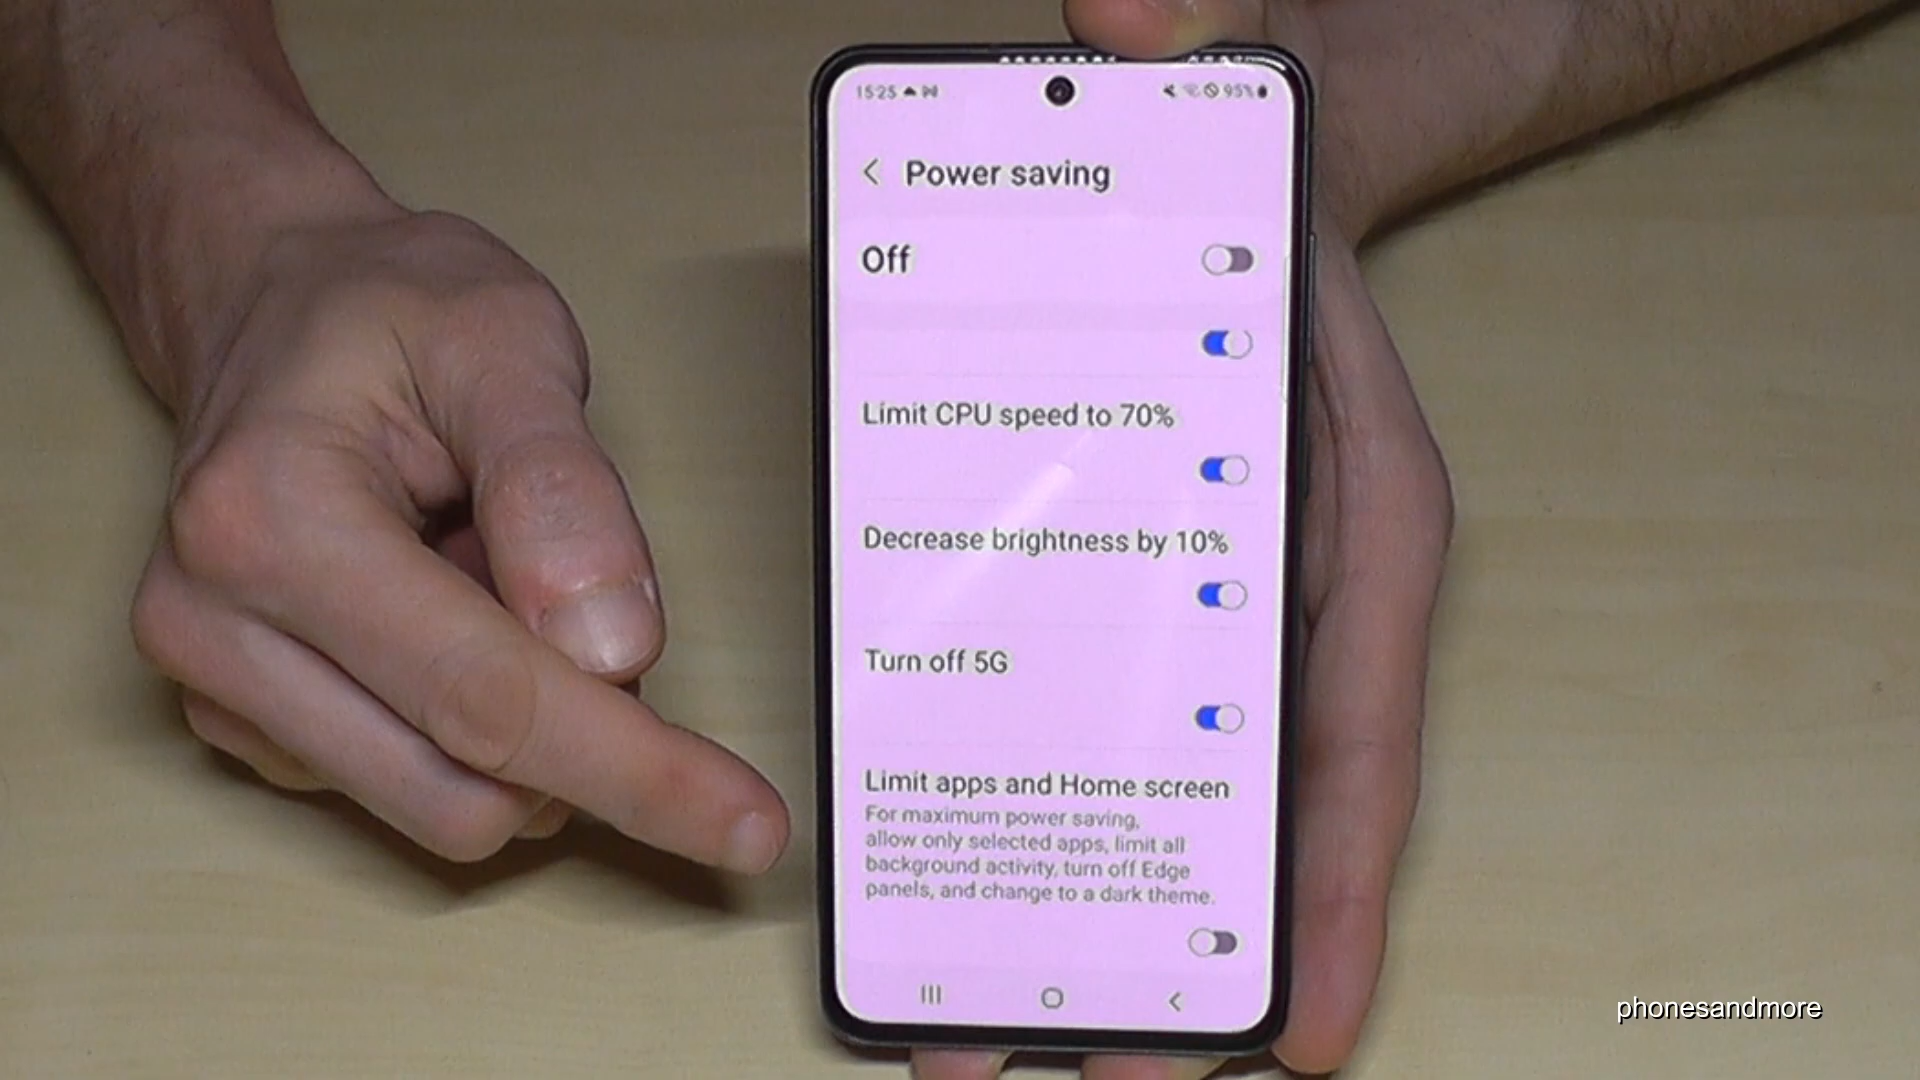 15:25
95%
Power saving
Off
Limit CPU speed to 70%
Decrease brightness by 10%
Turn off 5G
Limit apps and Home screen
For maximum power saving,
allow only selected apps, limit all
background activity, turn off Edge
panels, and change to a dark theme.
phonesandmore